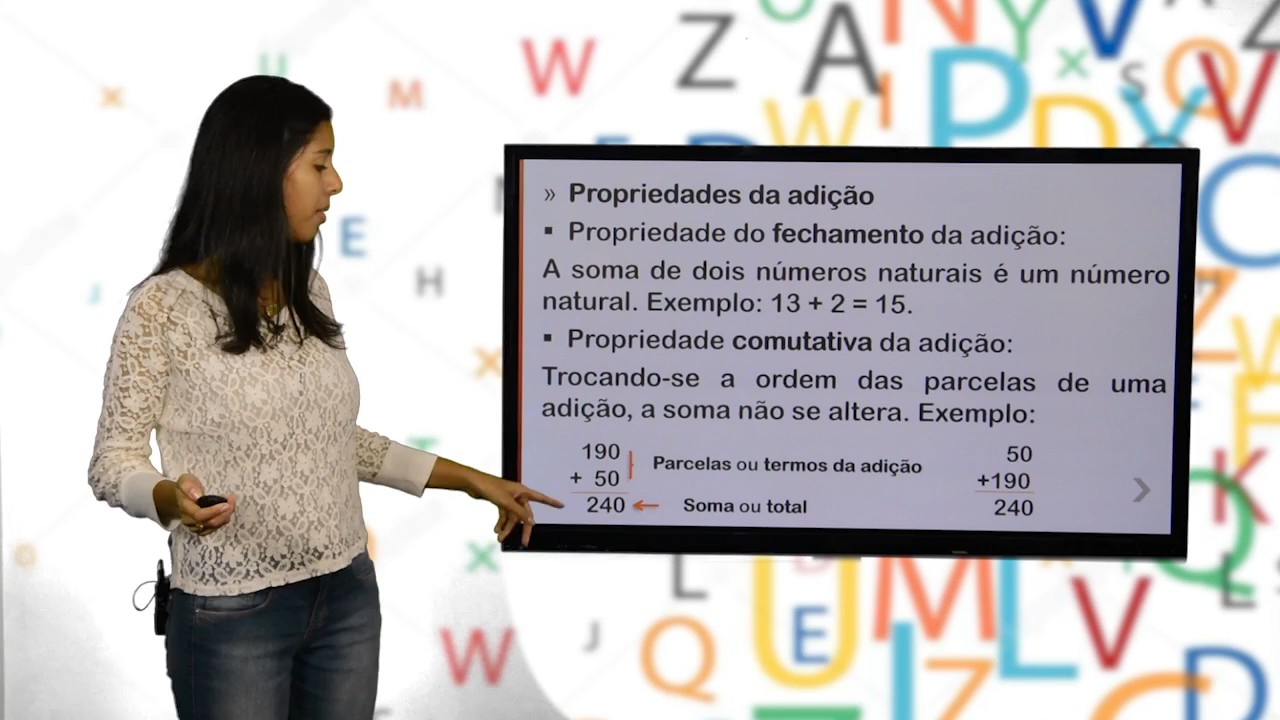 » Propriedades da adição
▪ Propriedade do fechamento da adição:
A soma de dois números naturais é um número
natural. Exemplo: 13 + 2 = 15.
▪ Propriedade comutativa da adição:
Trocando-se a ordem das parcelas de uma
adição, a soma não se altera. Exemplo:
190
+ 50
240
Parcelas ou termos da adição
Soma ou total
50
+190
240